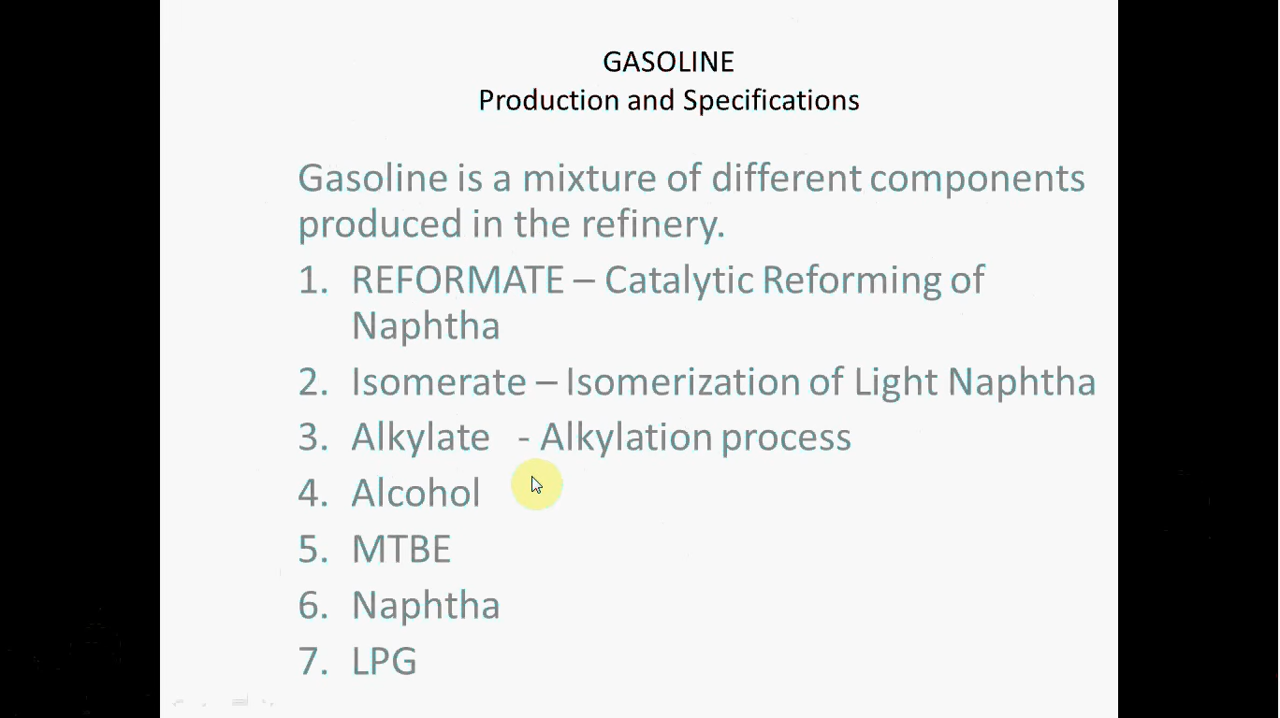 GASOLINE
Production and Specifications
Gasoline is a mixture of different components
produced in the refinery.
1. REFORMATE – Catalytic Reforming of
Naphtha
2. Isomerate – Isomerization of Light Naphtha
3. Alkylate - Alkylation process
4. Alcohol
5. MTBE
6. Naphtha
7. LPG